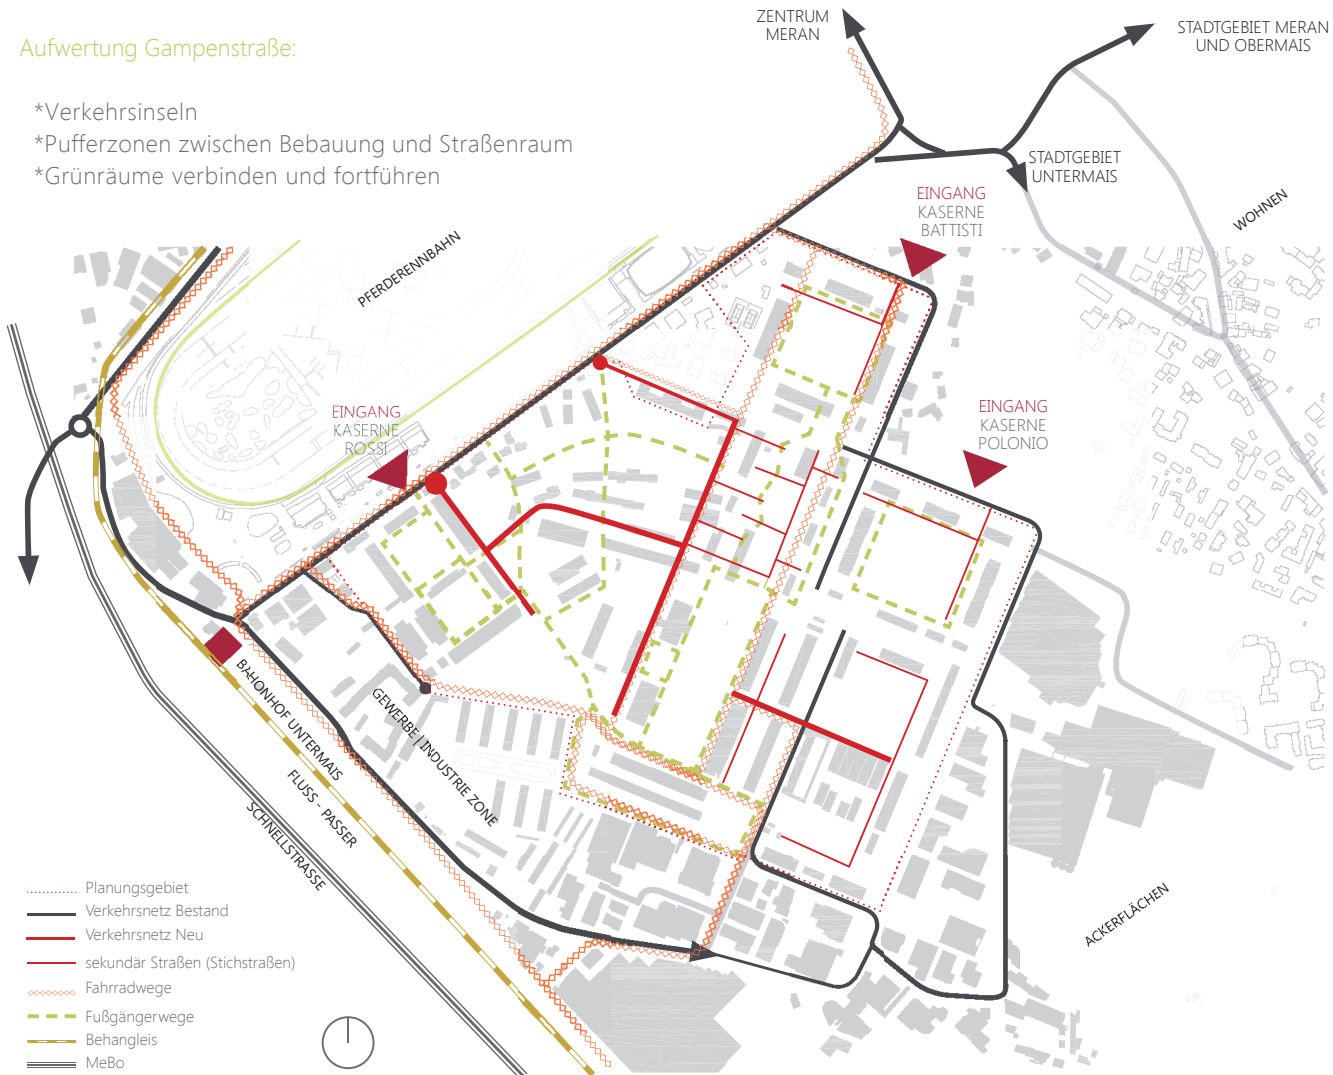 ZENTRUM
MERAN
STADTGEBIET MERAN
UND OBERMAIS
Aufwertung Gampenstraße:
*Verkehrsinseln
*Pufferzonen zwischen Bebauung und Straßenraum
*Grünräume verbinden und fortführen
STADTGEBIET
UNTERMAIS
EINGANG
KASERNE
BATTISTI
WOHNEN
PFERDERENNBAHN
EINGANG
KASERNE
ROSSI
EINGANG
KASERNE
POLONIO
BAHONHOF UNTERMAIS
GEWERBE | INDUSTRIE ZONE
FLUSS - PASSER
SCHNELLSTRASSE
ACKERFLÄCHEN
Planungsgebiet
Verkehrsnetz Bestand
Verkehrsnetz Neu
sekundär Straßen (Stichstraßen)
Fahrradwege
Fußgängerwege
Behangleis
MeBo